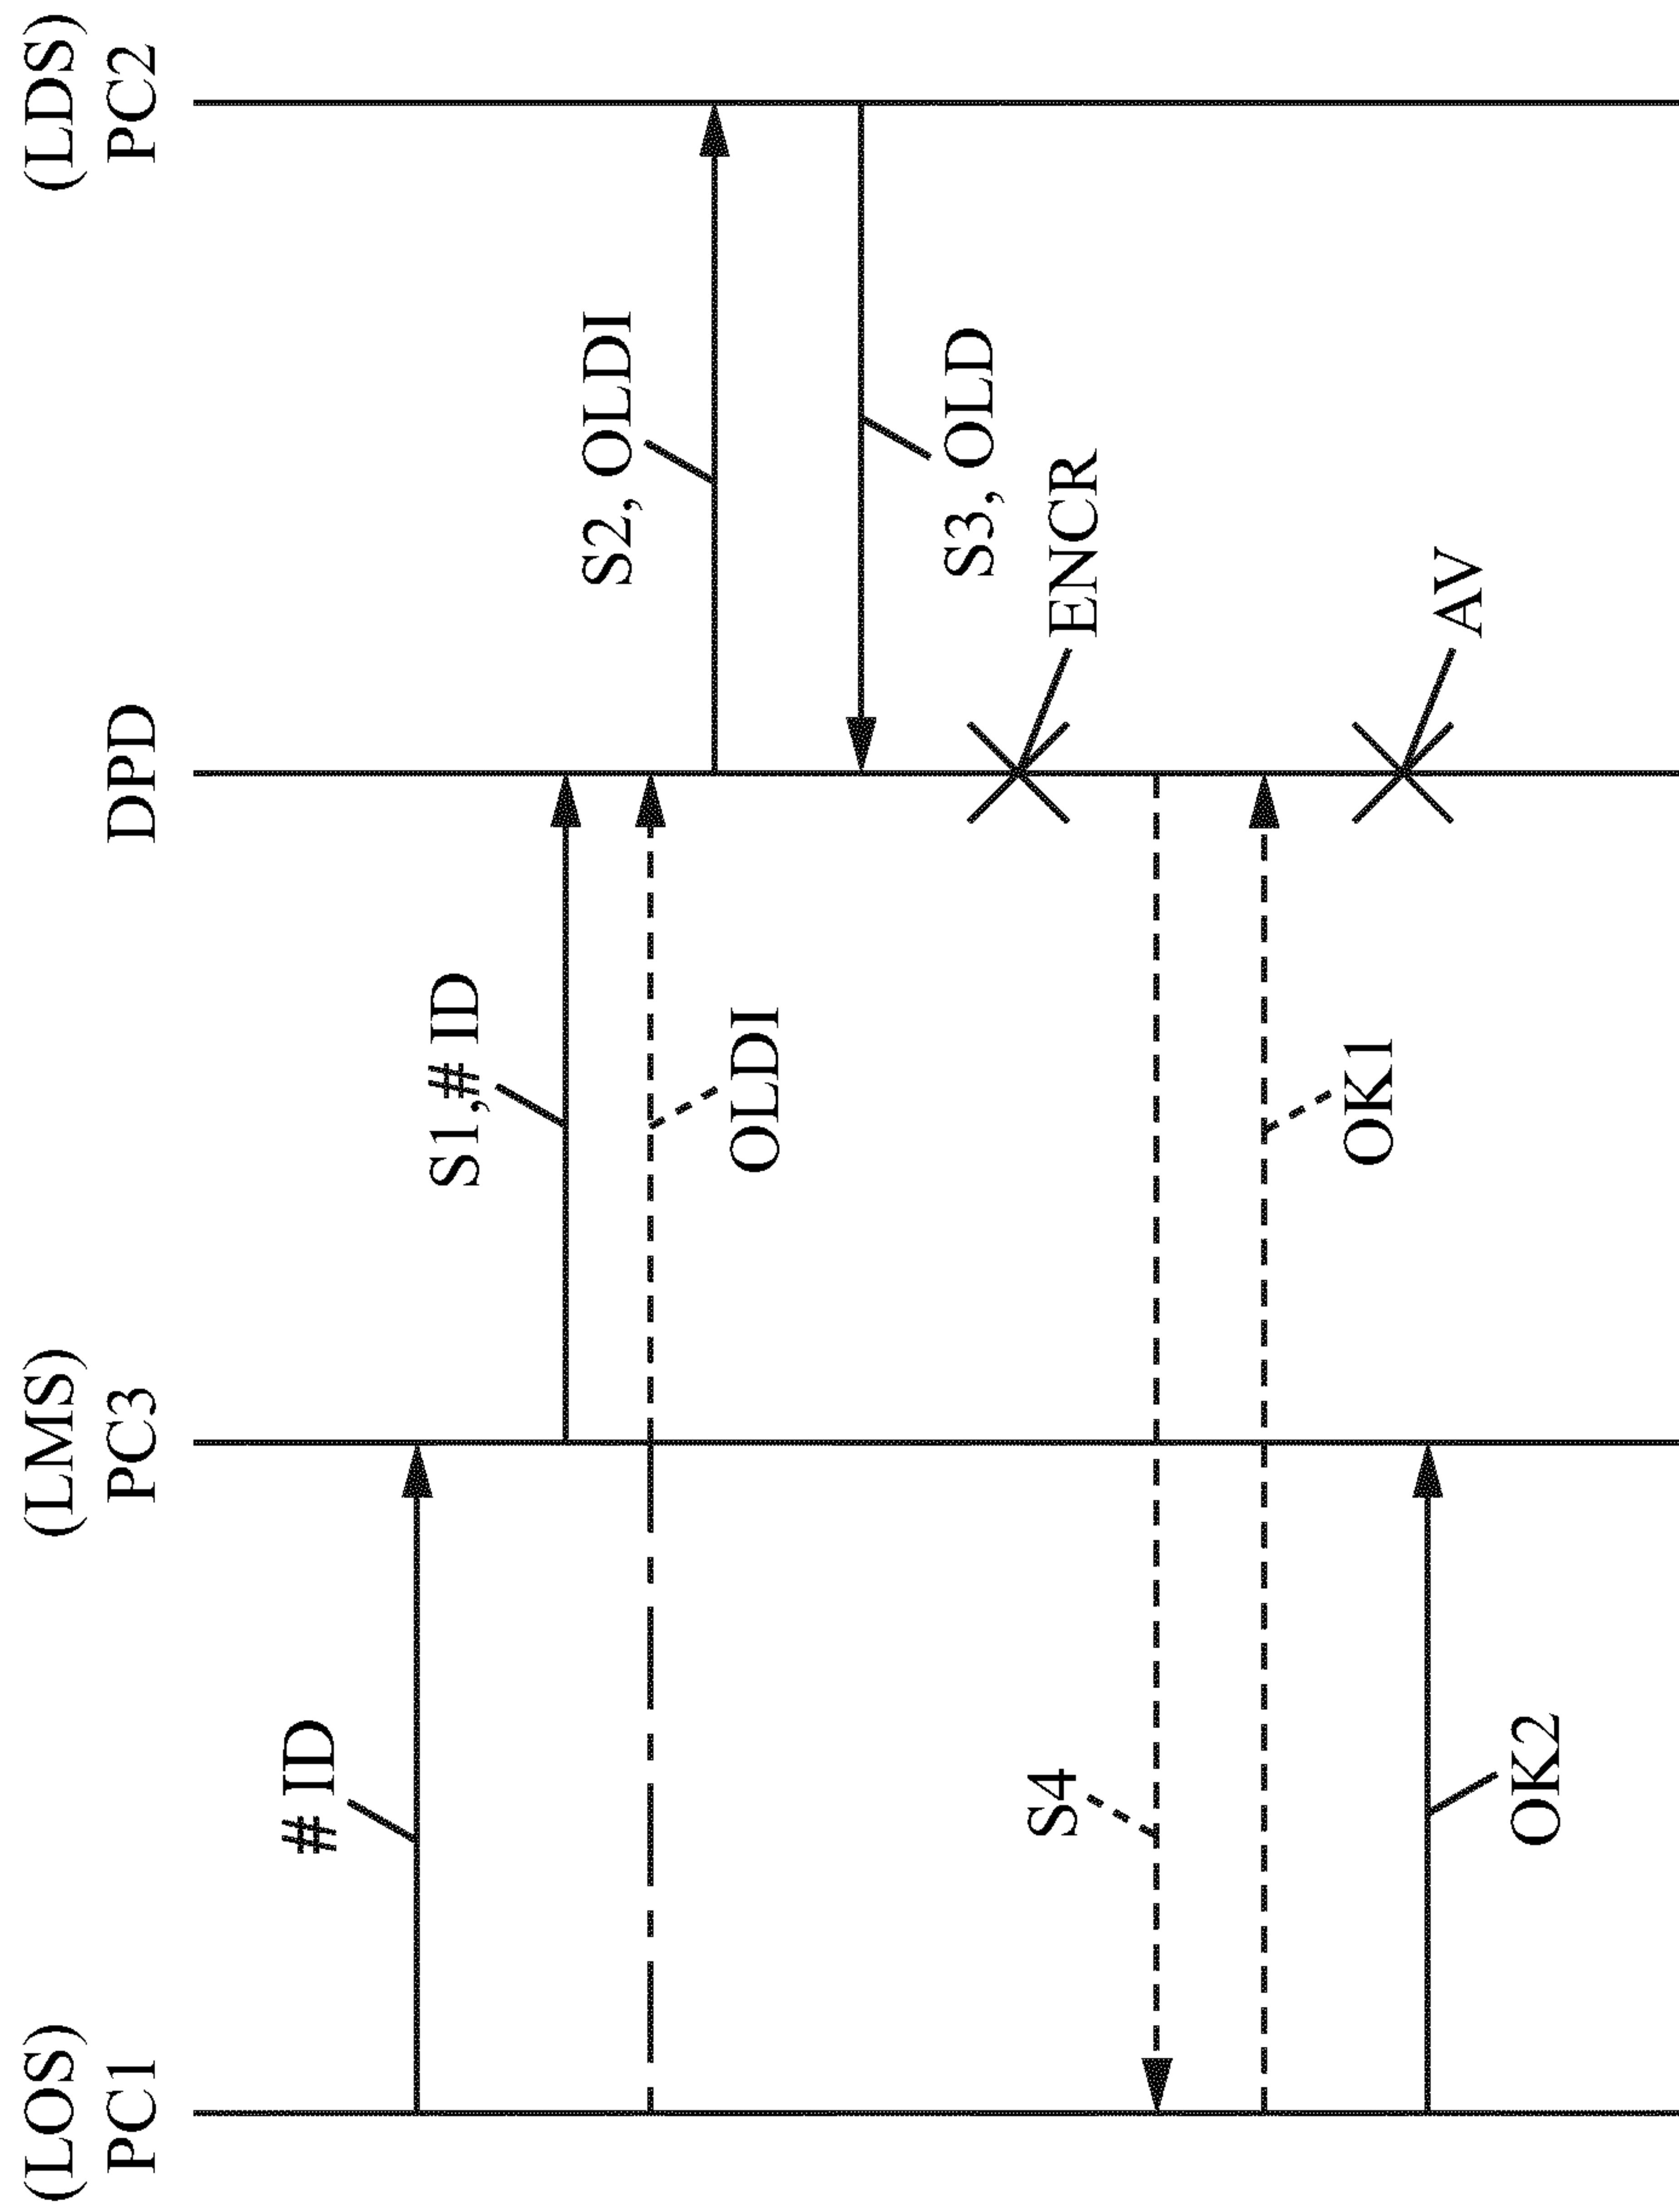 (LOS)
PC1
(LMS)
PC3
DPD
(LDS)
PC2
# ID
S1,# ID
OLDI
S2, OLDI
S3, OLD
ENCR
S4
OK1
AV
OK2